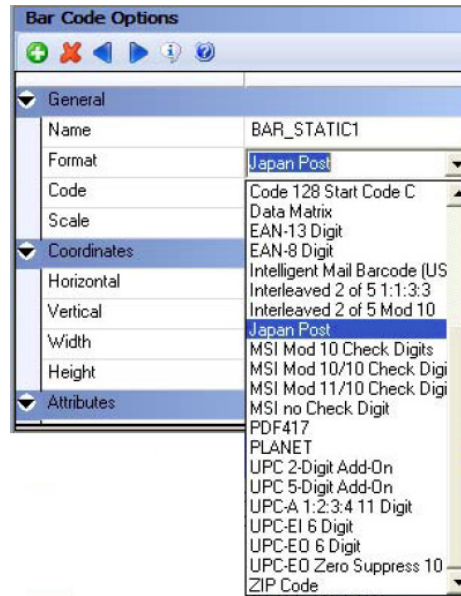 Bar Code Options
General
Name BAR_STATIC1
Format Japan Post
Code
Scale
Coordinates
Horizontal
Vertical
Width
Height
Attributes
Code 128 Start Code C
Data Matrix
EAN-13 Digit
EAN-8 Digit
Intelligent Mail Barcode (US
Interleaved 2 of 5 1:1:3:3
Interleaved 2 of 5 Mod 10
Japan Post
MSI Mod 10 Check Digits
MSI Mod 10/10 Check Digi
MSI Mod 11/10 Check Digi
MSI no Check Digit
PDF417
PLANET
UPC 2-Digit Add-On
UPC 5-Digit Add-On
UPC-A 1:2:3:4 11 Digit
UPC-EI 6 Digit
UPC-EO 6 Digit
UPC-EO Zero Suppress 10
ZIP Code